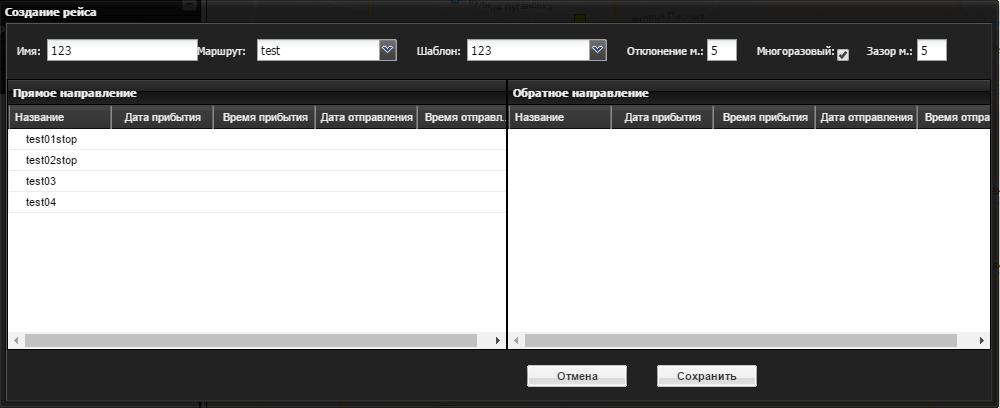 улица Луганская
Создание рейса
Имя: 123 Маршрут: test Шаблон: 123 Отклонение м.: 5 Многоразовый: Зазор м.: 5
Прямое направление Обратное направление
Название Дата прибытия Время прибытия Дата отправления Время отправл... Название Дата прибытия Время прибытия Дата отправления Время отпра
test01stop
test02stop
test03
test04
Отмена Сохранить